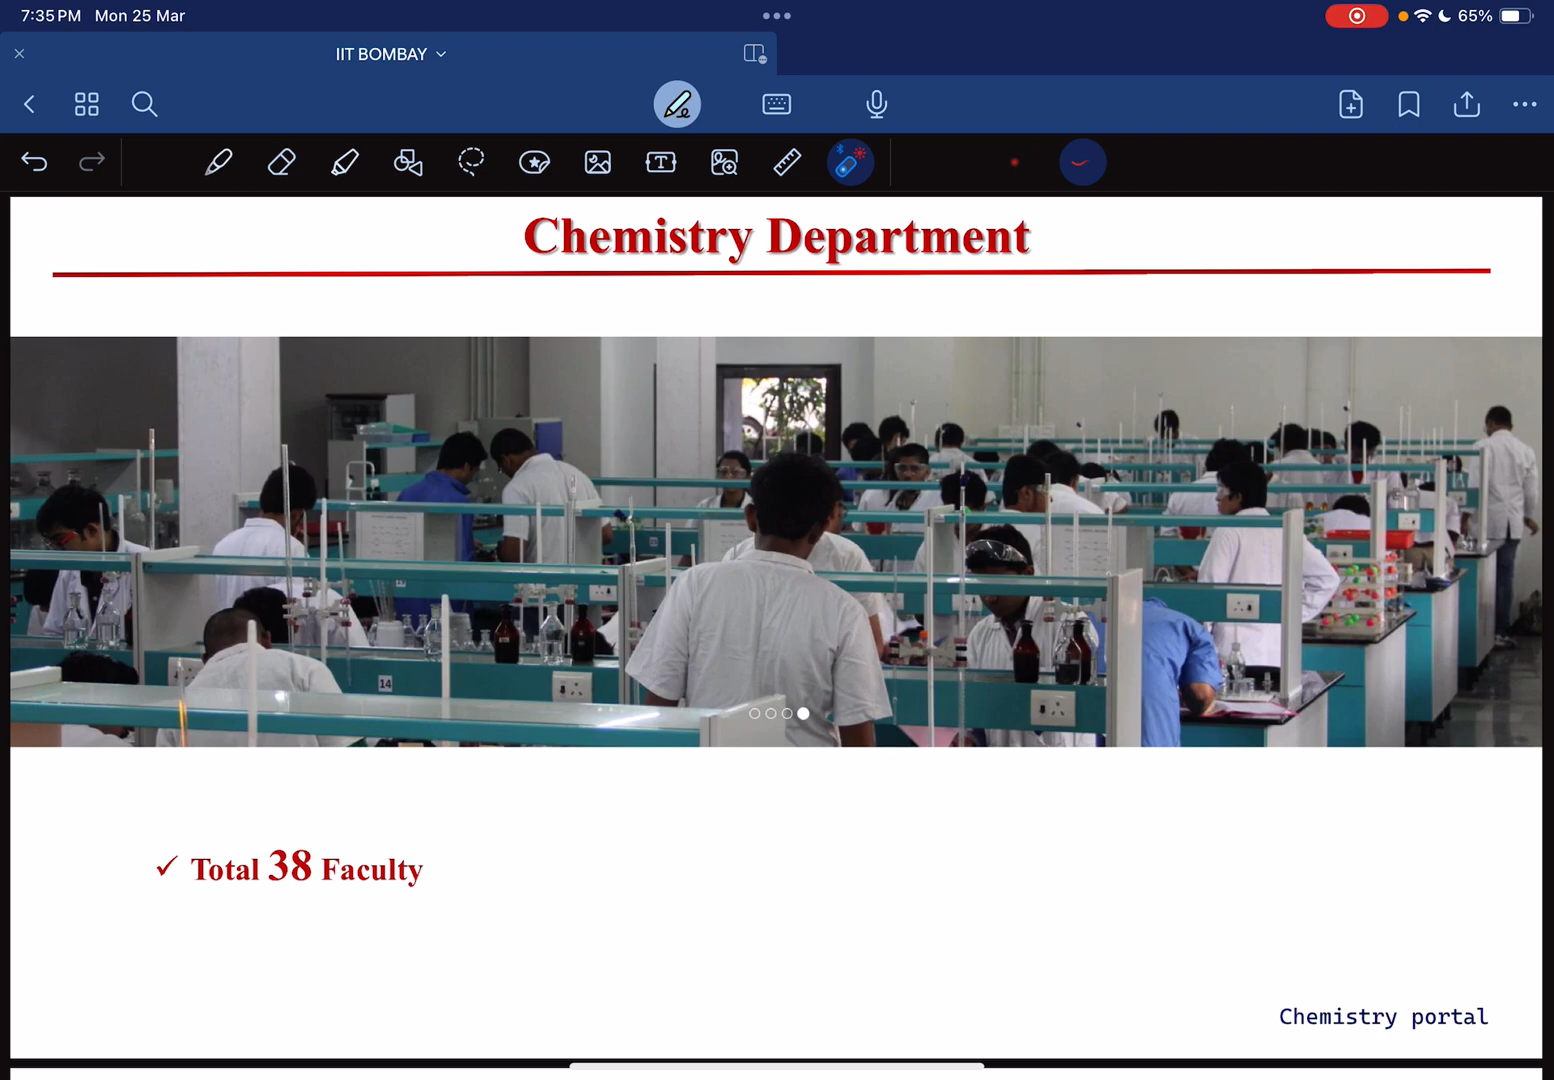 7:35 PM Mon 25 Mar
65%
IIT BOMBAY
T
Chemistry Department
14
✓ Total 38 Faculty
Chemistry portal